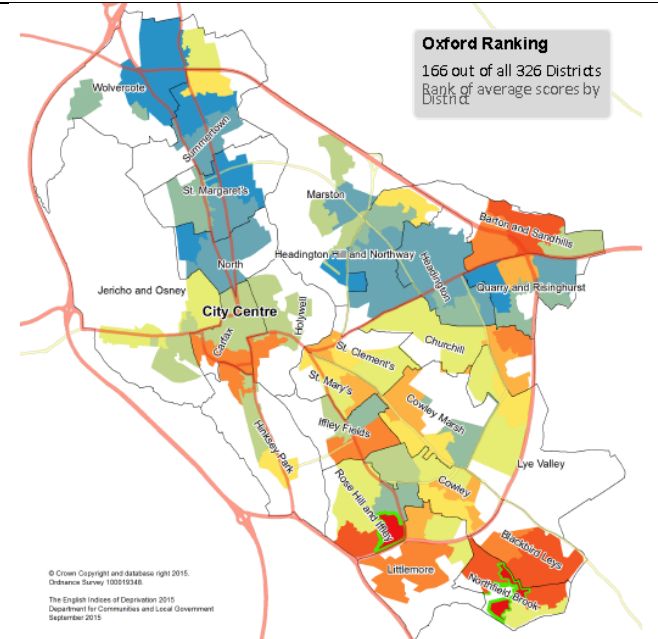 Oxford Ranking
166 out of all 326 Districts
Rank of average scores by
District
Wolvercote
Summertown
St. Margaret's
Marston
Barton and Sandhills
North
Headington Hill and Northway
Headington
Quarry and Risinghurst
Jericho and Osney
City Centre
Holywell
Carfax
St. Clement's
Churchill
St. Mary's
Cowley Marsh
Iffley Fields
Hinksey Park
Lye Valley
Rose Hill and Iffley
Cowley
Blackbird Leys
Littlemore
Northfield Brook
© Crown Copyright and database right 2015.
Ordnance Survey 100019348.
The English Indices of Deprivation 2015
Department for Communities and Local Government
September 2015